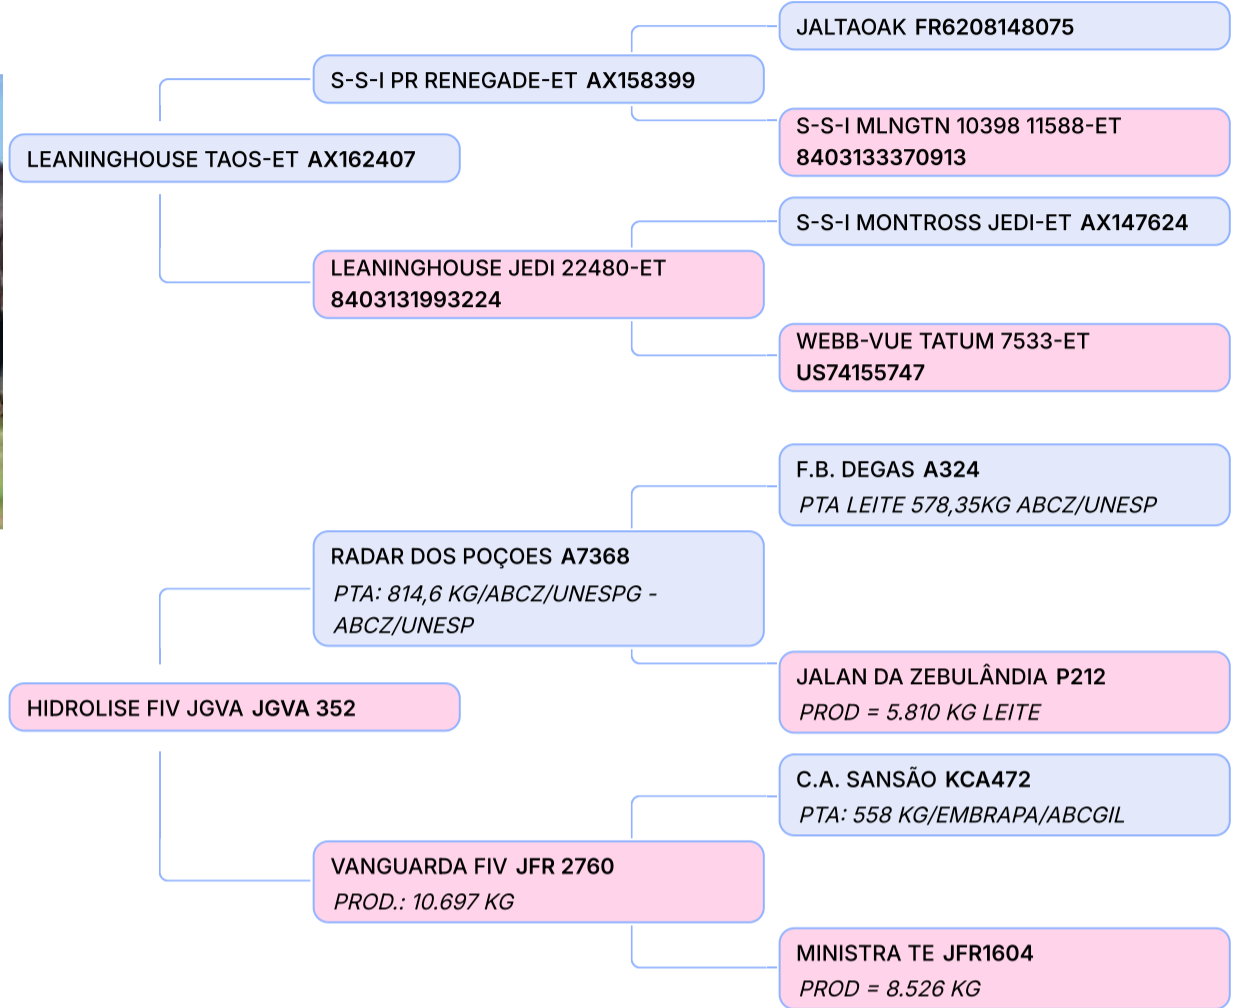 JALTAOAK FR6208148075
S-S-I PR RENEGADE-ET AX158399
S-S-I MLNGTN 10398 11588-ET
8403133370913
LEANINGHOUSE TAOS-ET AX162407
S-S-I MONTROSS JEDI-ET AX147624
LEANINGHOUSE JEDI 22480-ET
8403131993224
WEBB-VUE TATUM 7533-ET
US74155747
F.B. DEGAS A324
PTA LEITE 578,35KG ABCZ/UNESP
RADAR DOS POÇOES A7368
PTA: 814,6 KG/ABCZ/UNESPG -
ABCZ/UNESP
JALAN DA ZEBULÂNDIA P212
PROD = 5.810 KG LEITE
HIDROLISE FIV JGVA JGVA 352
C.A. SANSÃO KCA472
PTA: 558 KG/EMBRAPA/ABCGIL
VANGUARDA FIV JFR 2760
PROD.: 10.697 KG
MINISTRA TE JFR1604
PROD = 8.526 KG